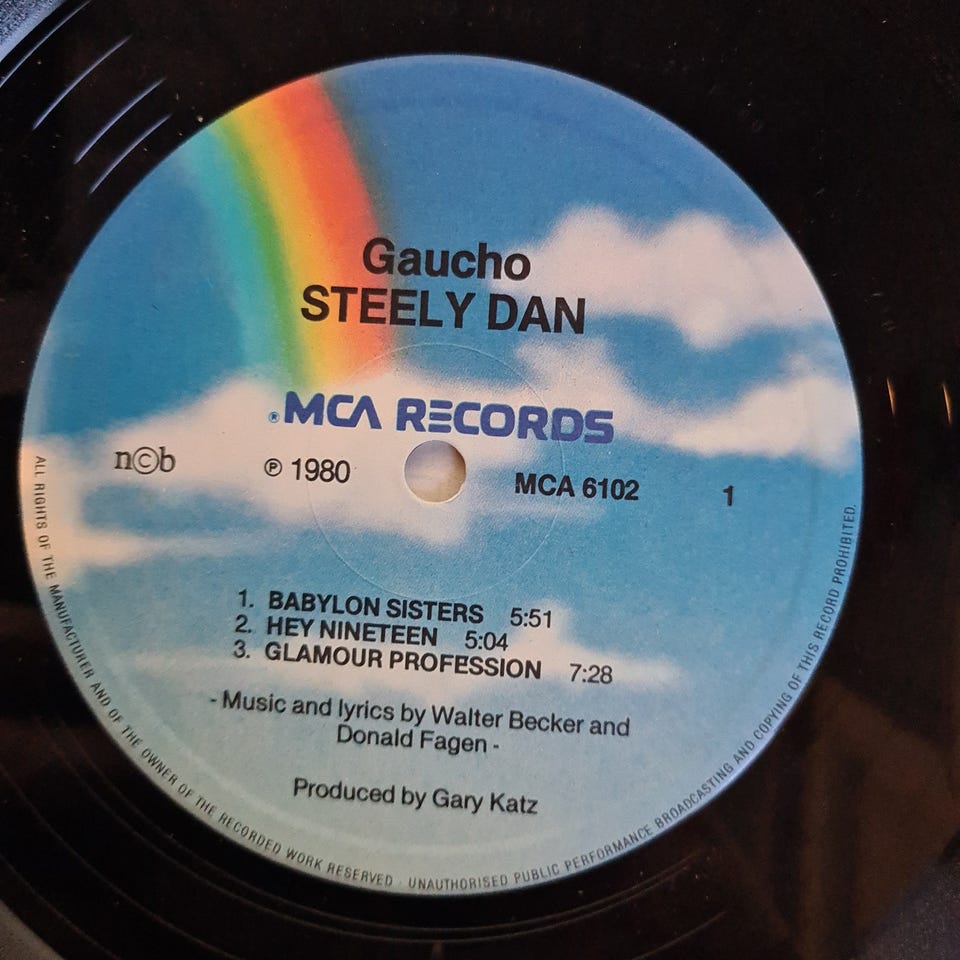 Gaucho
STEELY DAN
® MCA RECORDS
n©b
℗ 1980
MCA 6102
1
1. BABYLON SISTERS 5:51
2. HEY NINETEEN 5:04
3. GLAMOUR PROFESSION 7:28
- Music and lyrics by Walter Becker and
Donald Fagen -
Produced by Gary Katz
ALL RIGHTS OF THE MANUFACTURER AND OF THE OWNER OF THE RECORDED WORK RESERVED . UNAUTHORISED PUBLIC PERFORMANCE BROADCASTING AND COPYING OF THIS RECORD PROHIBITED.